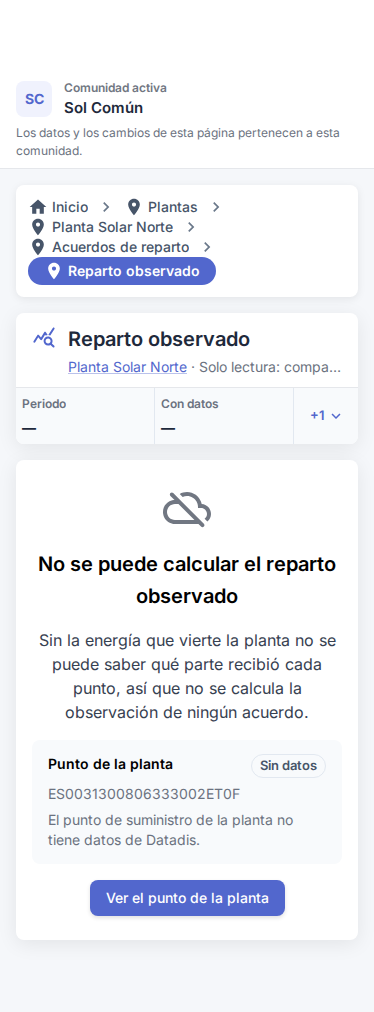 SC
Comunidad activa
Sol Común
Los datos y los cambios de esta página pertenecen a esta
comunidad.
Inicio
Plantas
Planta Solar Norte
Acuerdos de reparto
Reparto observado
Reparto observado
Planta Solar Norte · Solo lectura: compa...
Periodo
—
Con datos
—
+1
No se puede calcular el reparto
observado
Sin la energía que vierte la planta no se
puede saber qué parte recibió cada
punto, así que no se calcula la
observación de ningún acuerdo.
Punto de la planta
Sin datos
ES0031300806333002ET0F
El punto de suministro de la planta no
tiene datos de Datadis.
Ver el punto de la planta